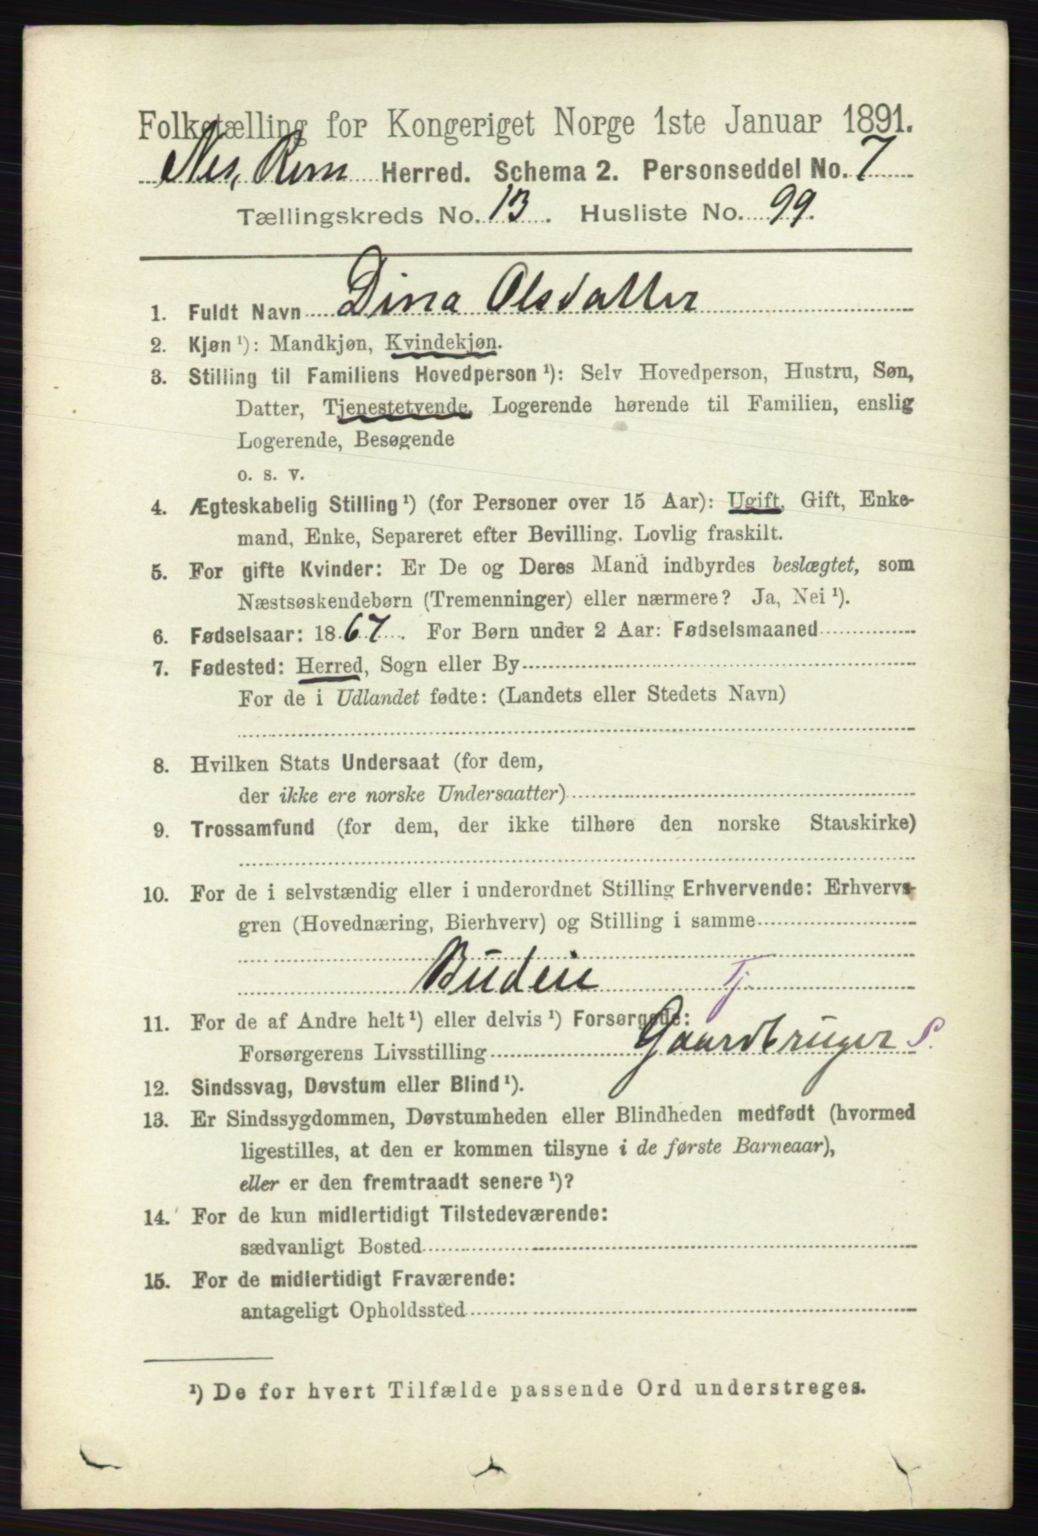 Folketælling for Kongeriget Norge 1ste Januar 1891.
Nes, Rom Herred. Schema 2. Personseddel No. 7
Tællingskreds No. 13. Husliste No. 99.
1. Fuldt Navn Dina Olsdatter
2. Kjøn ¹): Mandkjøn, Kvindekjøn.
3. Stilling til Familiens Hovedperson ¹): Selv Hovedperson, Hustru, Søn,
Datter, Tjenestetyende, Logerende hørende til Familien, enslig
Logerende, Besøgende
o. s. v.
4. Ægteskabelig Stilling ¹) (for Personer over 15 Aar): Ugift, Gift, Enke-
mand, Enke, Separeret efter Bevilling. Lovlig fraskilt.
5. For gifte Kvinder: Er De og Deres Mand indbyrdes beslægtet, som
Næstsøskendebørn (Tremenninger) eller nærmere? Ja, Nei ¹).
6. Fødselsaar: 1867. For Børn under 2 Aar: Fødselsmaaned
7. Fødested: Herred, Sogn eller By
For de i Udlandet fødte: (Landets eller Stedets Navn)
8. Hvilken Stats Undersaat (for dem,
der ikke ere norske Undersaatter)
9. Trossamfund (for dem, der ikke tilhøre den norske Statskirke)
10. For de i selvstændig eller i underordnet Stilling Erhvervende: Erhvervs-
gren (Hovednæring, Bierhverv) og Stilling i samme
Budeie Tj.
11. For de af Andre helt ¹) eller delvis ¹) Forsørgede:
Forsørgerens Livsstilling Gaardbruger S.
12. Sindssvag, Døvstum eller Blind ¹).
13. Er Sindssygdommen, Døvstumheden eller Blindheden medfødt (hvormed
ligestilles, at den er kommen tilsyne i de første Barneaar),
eller er den fremtraadt senere ¹)?
14. For de kun midlertidigt Tilstedeværende:
sædvanligt Bosted
15. For de midlertidigt Fraværende:
antageligt Opholdssted
¹) De for hvert Tilfælde passende Ord understreges.